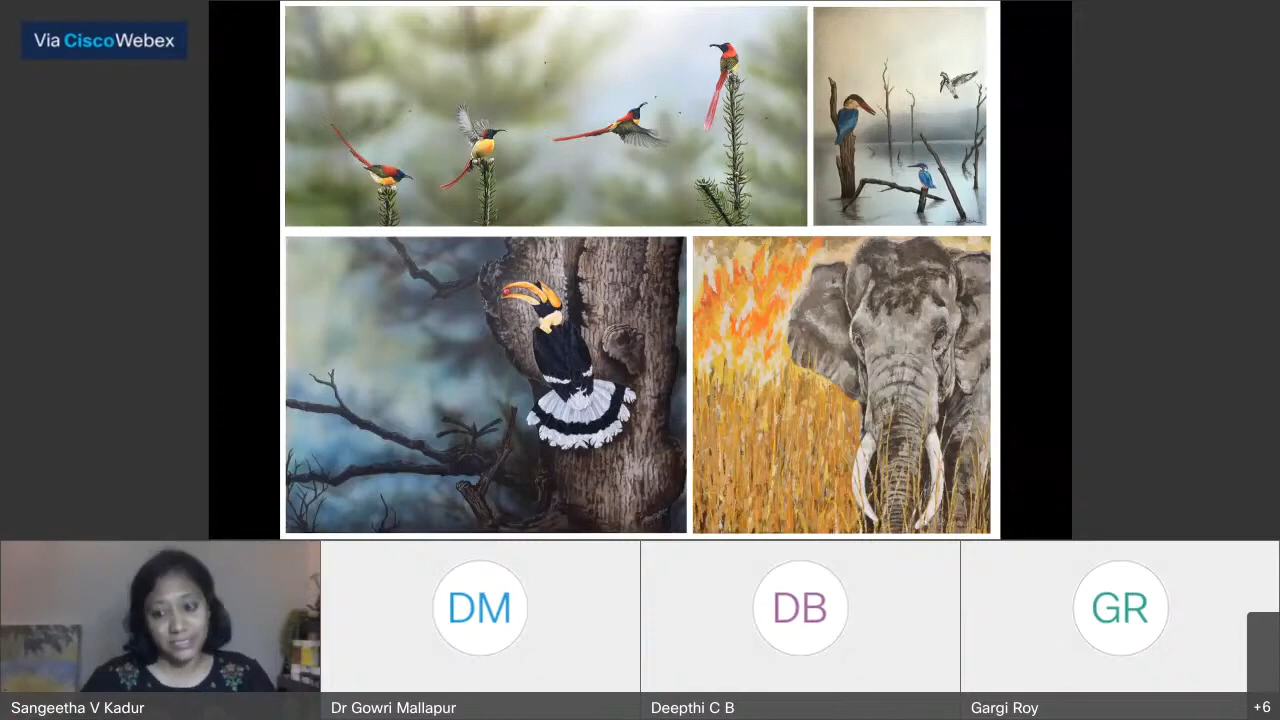 Via CiscoWebex
DM
DB
GR
Sangeetha V Kadur
Dr Gowri Mallapur
Deepthi C B
Gargi Roy
+6